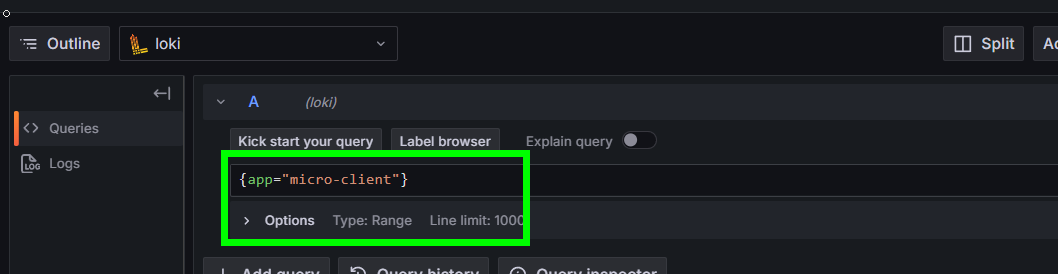 Outline
loki
Split
A
(loki)
Queries
Kick start your query
Label browser
Explain query
Logs
{app="micro-client"}
Options
Type: Range
Line limit: 1000
Add query
Query history
Query inspector